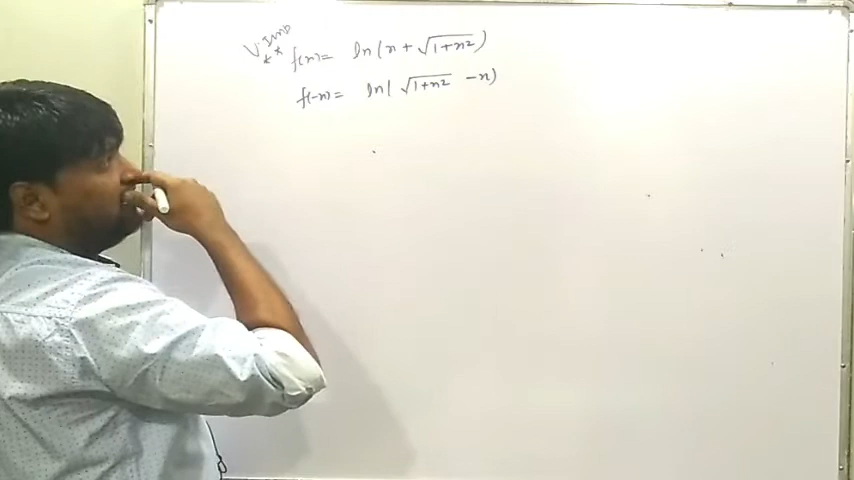 V. Imp
** f(x) = ln(x + √1+x²)
f(-x) = ln(√1+x² - x)